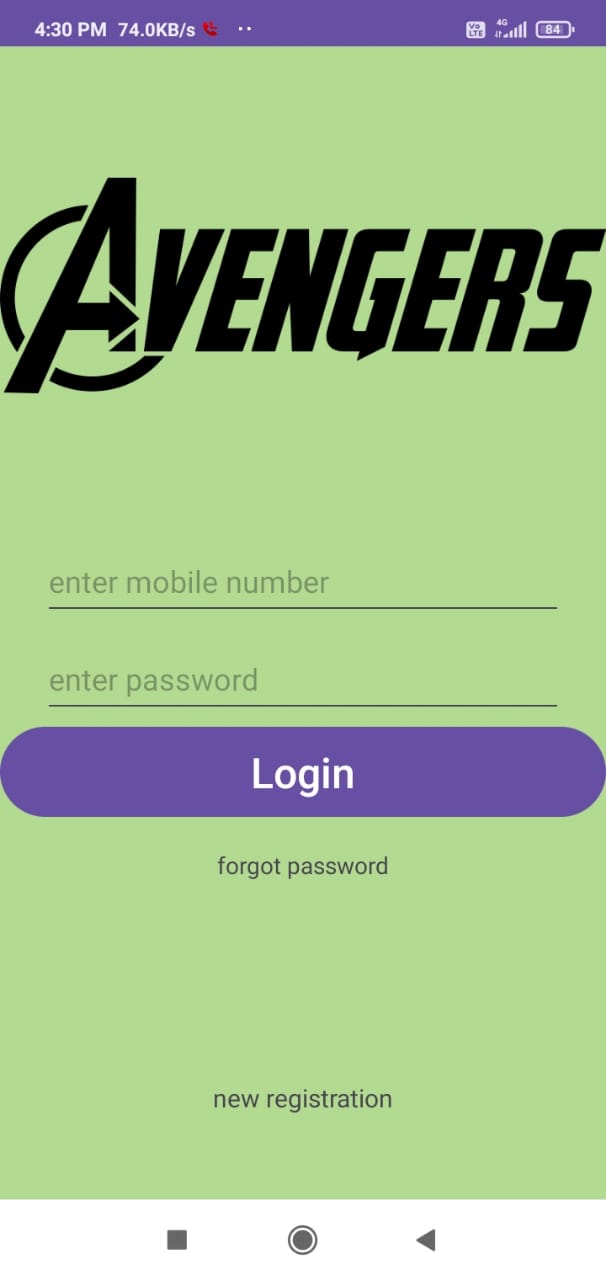 4:30 PM 74.0KB/s .. Vo LTE 4G 84
AVENGERS
enter mobile number
enter password
Login
forgot password
new registration